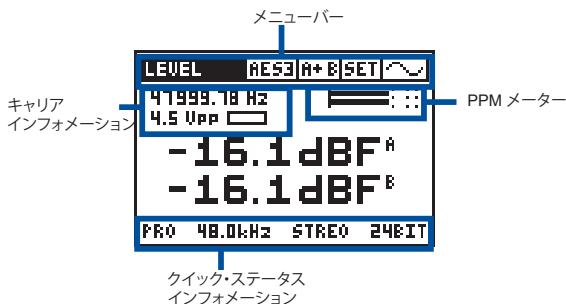 メニューバー
LEVEL AES3 A+B SET
キャリア
インフォメーション
47999.78 Hz
4.5 Vpp
PPM メーター
-16.1dBF A
-16.1dBF B
PRO 48.0kHz STREO 24BIT
クイック・ステータス
インフォメーション